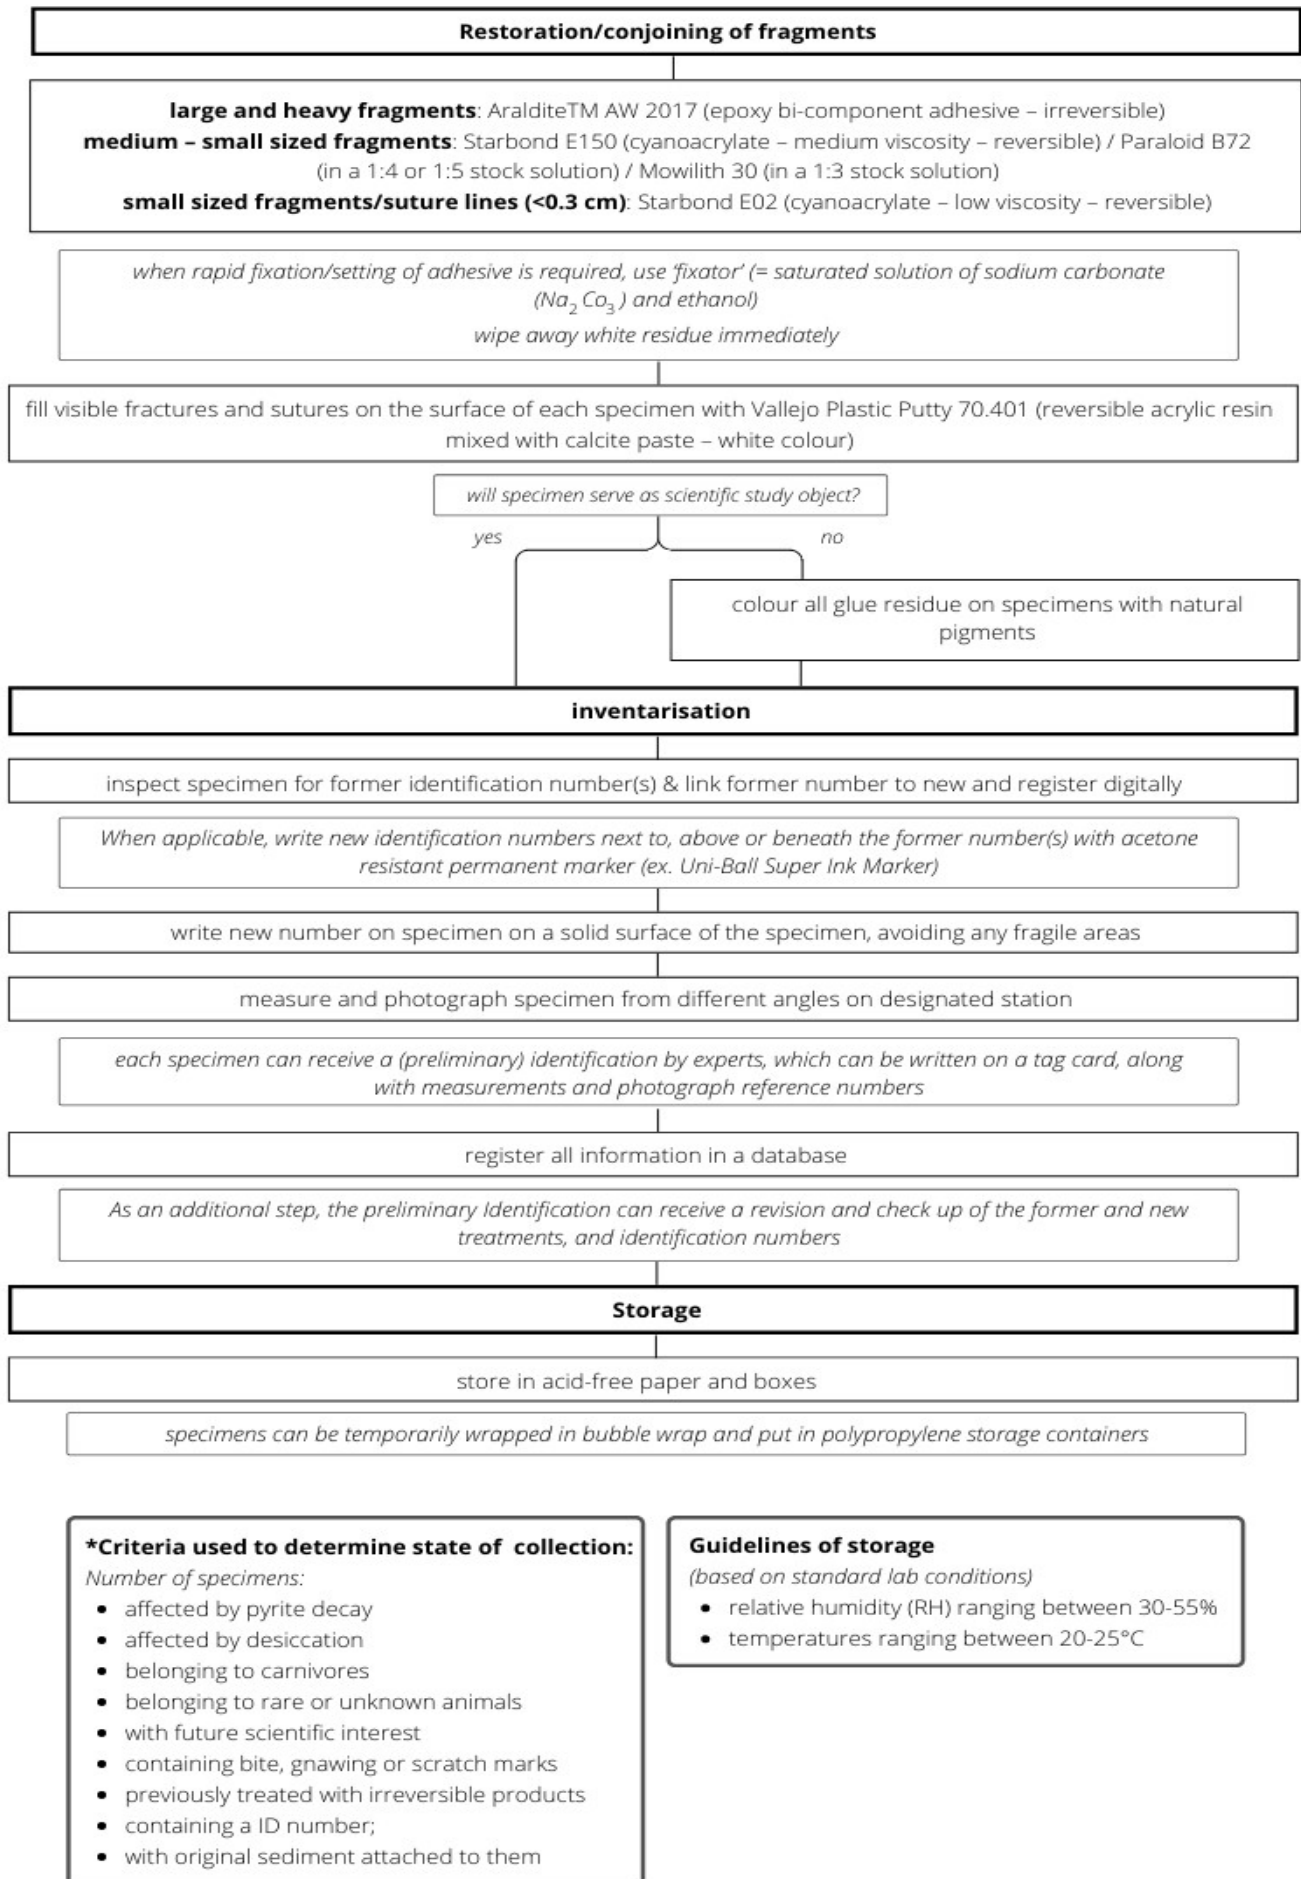 Restoration/conjoining of fragments
large and heavy fragments: AralditeTM AW 2017 (epoxy bi-component adhesive – irreversible)
medium – small sized fragments: Starbond E150 (cyanoacrylate – medium viscosity – reversible) / Paraloid B72
(in a 1:4 or 1:5 stock solution) / Mowilith 30 (in a 1:3 stock solution)
small sized fragments/suture lines (<0.3 cm): Starbond E02 (cyanoacrylate – low viscosity – reversible)
when rapid fixation/setting of adhesive is required, use 'fixator' (= saturated solution of sodium carbonate
(Na2 Co3 ) and ethanol)
wipe away white residue immediately
fill visible fractures and sutures on the surface of each specimen with Vallejo Plastic Putty 70.401 (reversible acrylic resin
mixed with calcite paste – white colour)
will specimen serve as scientific study object?
yes
no
colour all glue residue on specimens with natural
pigments
inventarisation
inspect specimen for former identification number(s) & link former number to new and register digitally
When applicable, write new identification numbers next to, above or beneath the former number(s) with acetone
resistant permanent marker (ex. Uni-Ball Super Ink Marker)
write new number on specimen on a solid surface of the specimen, avoiding any fragile areas
measure and photograph specimen from different angles on designated station
each specimen can receive a (preliminary) identification by experts, which can be written on a tag card, along
with measurements and photograph reference numbers
register all information in a database
As an additional step, the preliminary Identification can receive a revision and check up of the former and new
treatments, and identification numbers
Storage
store in acid-free paper and boxes
specimens can be temporarily wrapped in bubble wrap and put in polypropylene storage containers
*Criteria used to determine state of collection:
Number of specimens:
• affected by pyrite decay
• affected by desiccation
• belonging to carnivores
• belonging to rare or unknown animals
• with future scientific interest
• containing bite, gnawing or scratch marks
• previously treated with irreversible products
• containing a ID number;
• with original sediment attached to them
Guidelines of storage
(based on standard lab conditions)
• relative humidity (RH) ranging between 30-55%
• temperatures ranging between 20-25°C